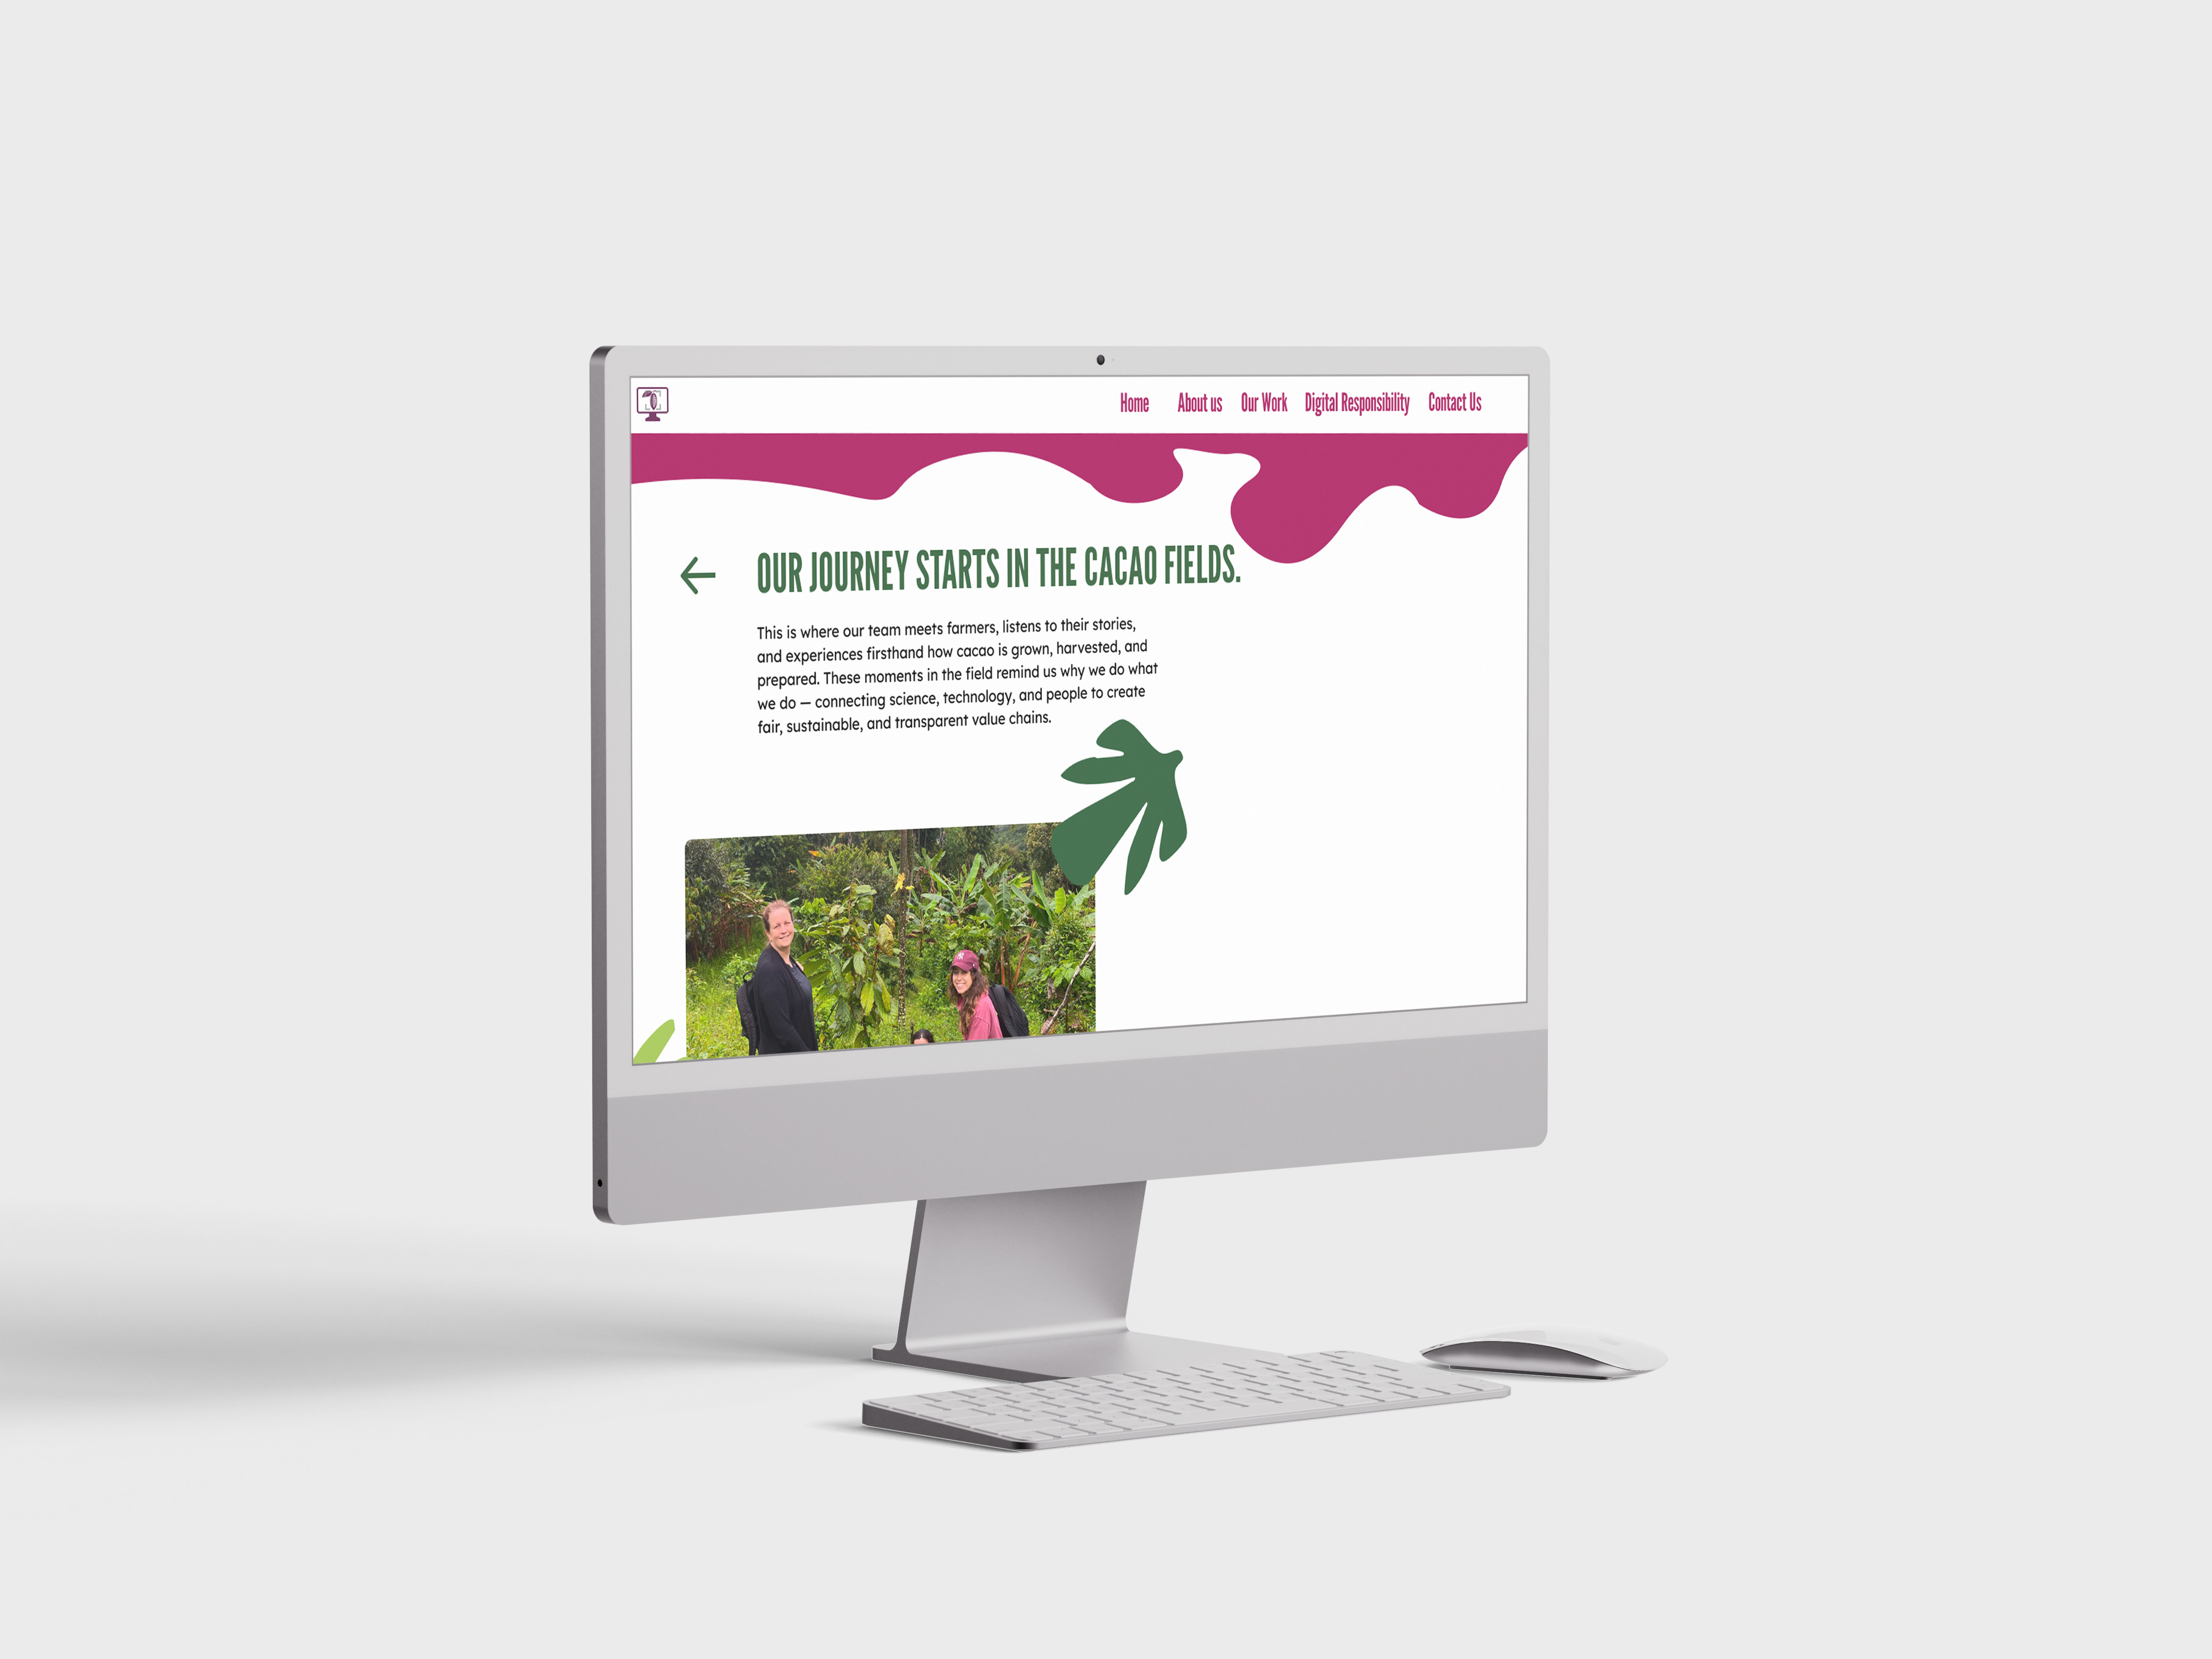 Home About us Our Work Digital Responsibility Contact Us
OUR JOURNEY STARTS IN THE CACAO FIELDS.
This is where our team meets farmers, listens to their stories,
and experiences firsthand how cacao is grown, harvested, and
prepared. These moments in the field remind us why we do what
we do — connecting science, technology, and people to create
fair, sustainable, and transparent value chains.